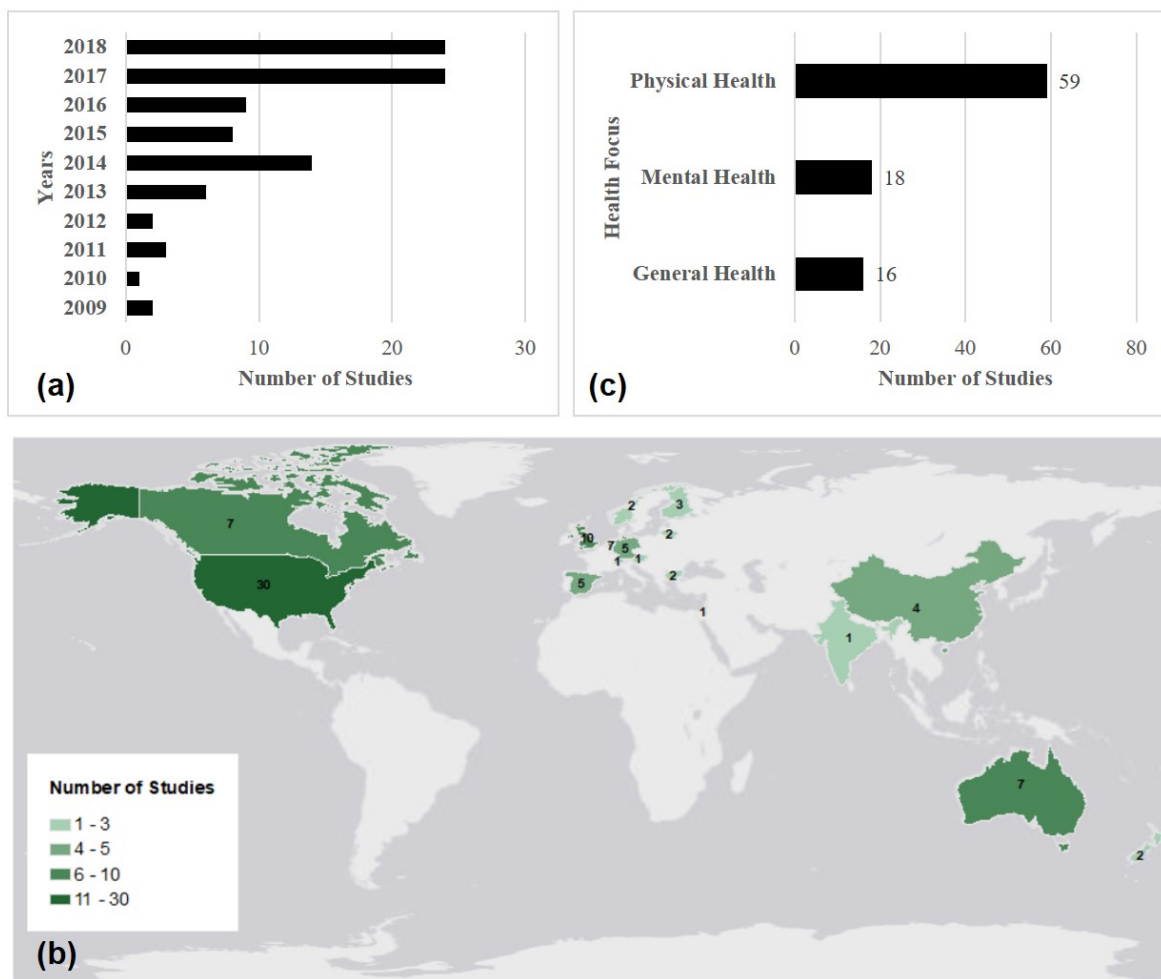 2018
2017
2016
2015
2014
2013
2012
2011
2010
2009
Years
0 10 20 30
Number of Studies
(a)
Physical Health 59
Mental Health 18
General Health 16
Health Focus
0 20 40 60 80
Number of Studies
(c)
7
30
2
3
10
7
5
2
1
1
5
2
1
4
1
7
2
Number of Studies
1 - 3
4 - 5
6 - 10
11 - 30
(b)